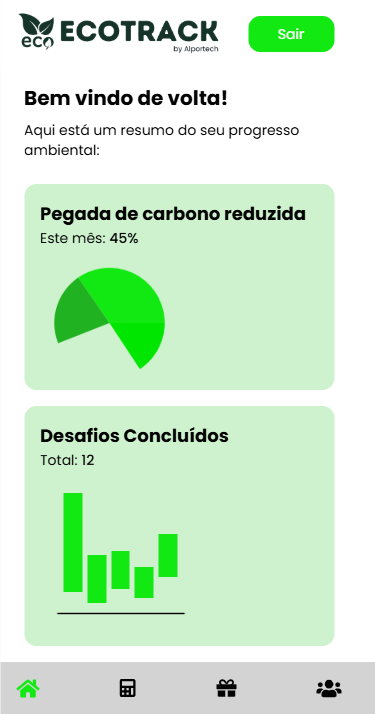 eco
ECOTRACK
by Alportech
Sair
Bem vindo de volta!
Aqui está um resumo do seu progresso
ambiental:
Pegada de carbono reduzida
Este mês: 45%
Desafios Concluídos
Total: 12